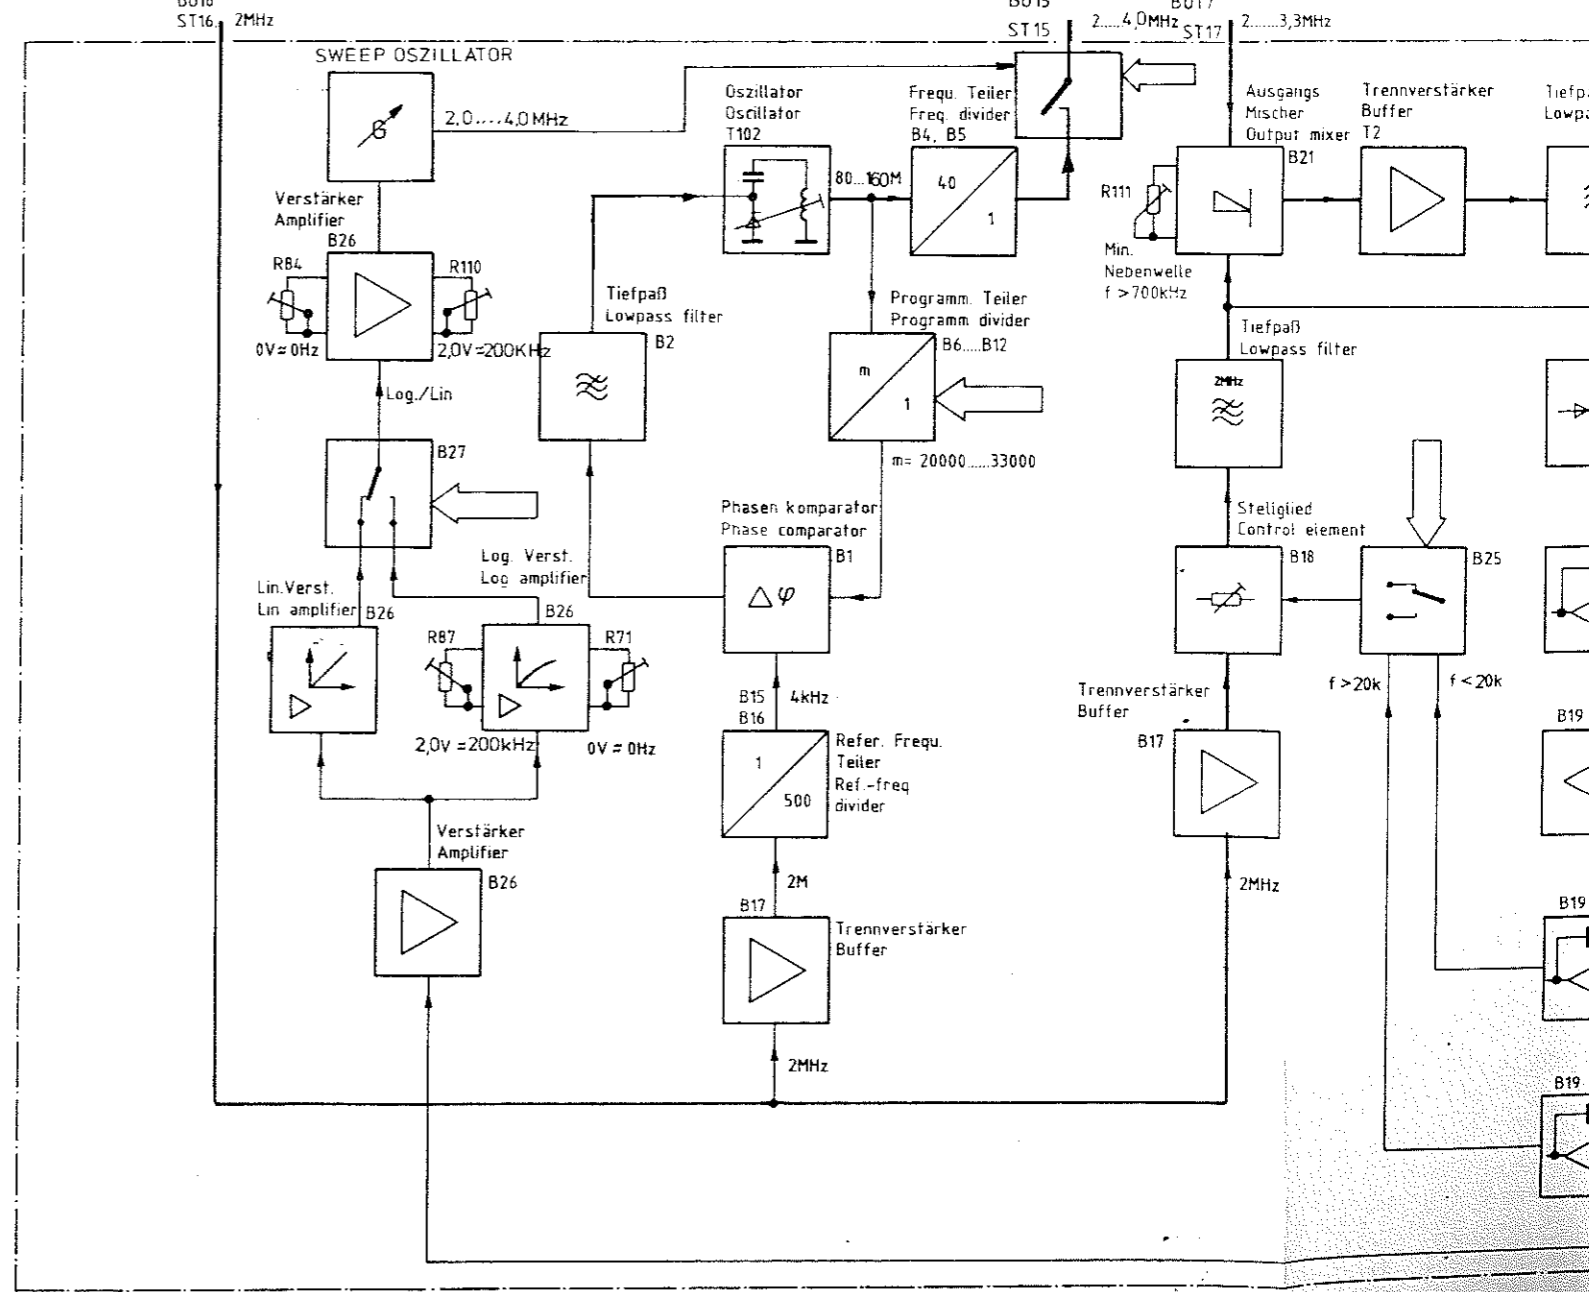 BU16
ST16
2MHz
BU15
ST15
2.....4,0MHz
BU17
ST17
2......3,3MHz
SWEEP OSZILLATOR
G
2,0....4,0MHz
Oszillator
Oscillator
T102
80...160M
Frequ. Teiler
Freq. divider
B4, B5
40
1
Ausgangs
Mischer
Output mixer
B21
Trennverstärker
Buffer
T2
R111
Min.
Nebenwelle
f >700kHz
Verstärker
Amplifier
B26
R84
R110
0V = 0Hz
2,0V=200KHz
Log./Lin
Tiefpaß
Lowpass filter
B2
Programm. Teiler
Programm divider
B6....B12
m
1
m= 20000.....33000
Tiefpaß
Lowpass filter
2MHz
B27
Phasen komparator
Phase comparator
B1
Δφ
Stellglied
Control element
B18
B25
f >20k
f <20k
Lin.Verst.
Lin amplifier
B26
Log. Verst.
Log amplifier
B26
R87
R71
2,0V =200kHz
0V = 0Hz
B15
B16
4kHz
1
500
Refer. Frequ.
Teiler
Ref.-freq
divider
Trennverstärker
Buffer
B17
2MHz
B19
Verstärker
Amplifier
B26
2M
B17
Trennverstärker
Buffer
2MHz
B19
B19